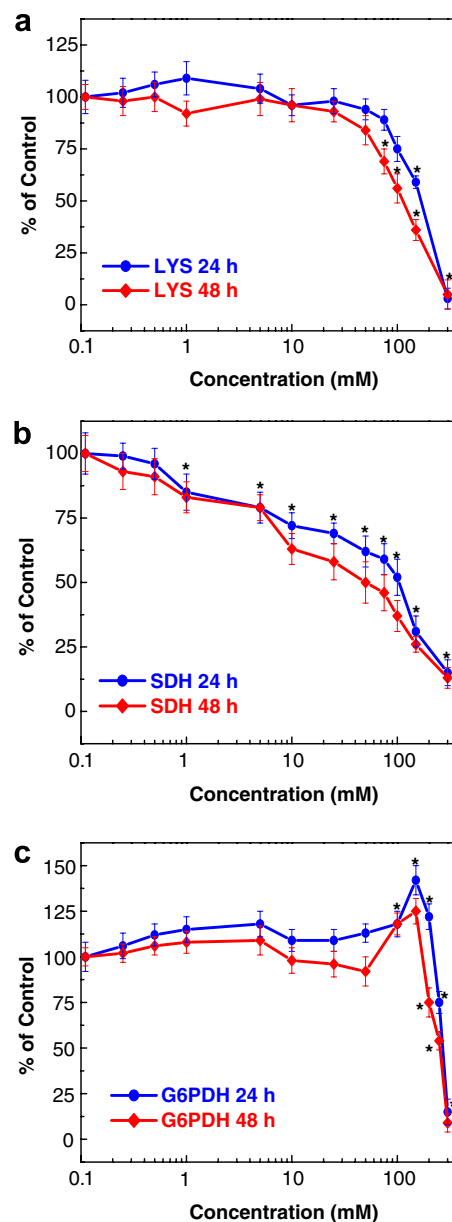 a
125
100
75
50
25
0
% of Control
* * * * * *
LYS 24 h
LYS 48 h
0.1 1 10 100
Concentration (mM)
b
100
75
50
25
0
% of Control
* * * * * * * * *
SDH 24 h
SDH 48 h
0.1 1 10 100
Concentration (mM)
c
150
125
100
75
50
25
0
% of Control
* * * * * * *
G6PDH 24 h
G6PDH 48 h
0.1 1 10 100
Concentration (mM)